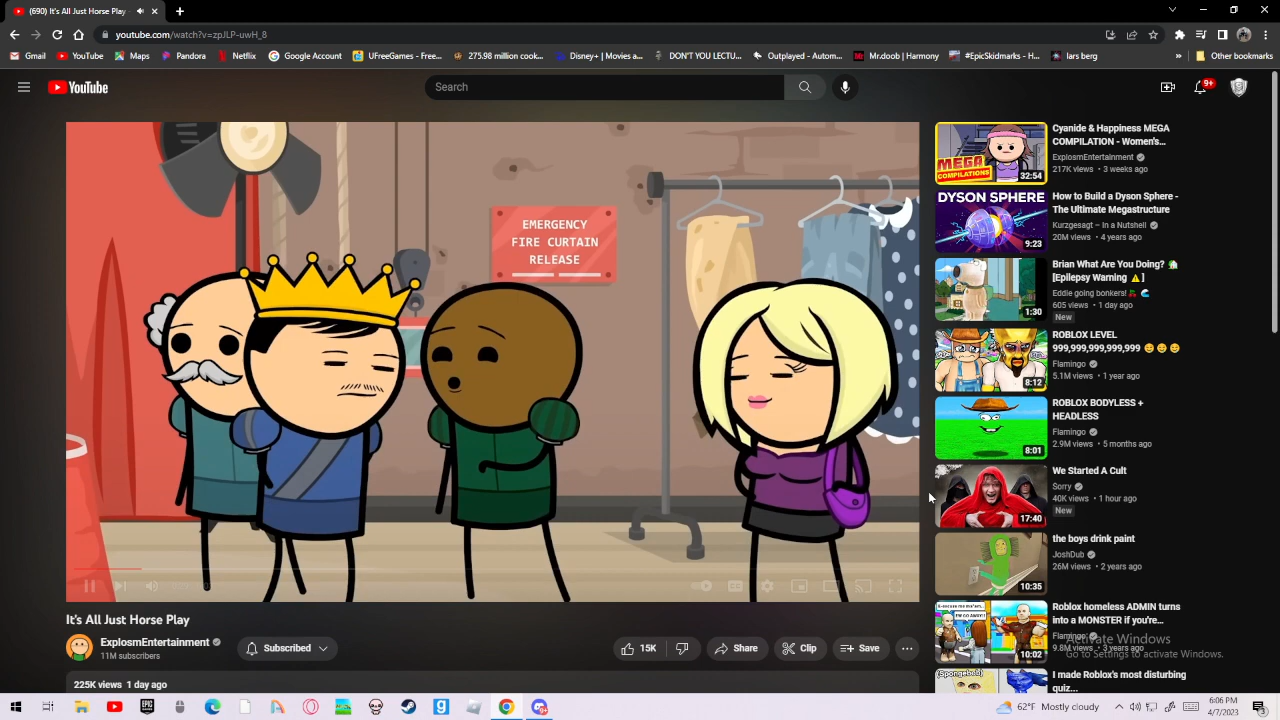 (690) It's All Just Horse Play -
youtube.com/watch?v=zpJLP-uwH_8
Gmail
YouTube
Maps
Pandora
Netflix
Google Account
UFreeGames - Free...
275.98 million cook...
Disney+ | Movies a...
DON'T YOU LECTU...
Outplayed - Autom...
Mr.doob | Harmony
#EpicSkidmarks - H...
lars berg
»
Other bookmarks
YouTube
Search
9+
EMERGENCY
FIRE CURTAIN
RELEASE
It's All Just Horse Play
ExplosmEntertainment
11M subscribers
Subscribed
15K
Share
Clip
Save
225K views 1 day ago
MEGA
COMPILATIONS
32:54
Cyanide & Happiness MEGA
COMPILATION - Women's...
ExplosmEntertainment
217K views • 3 weeks ago
DYSON SPHERE
9:23
How to Build a Dyson Sphere -
The Ultimate Megastructure
Kurzgesagt – In a Nutshell
20M views • 4 years ago
1:30
Brian What Are You Doing?
[Epilepsy Warning ⚠]
Eddie going bonkers!
605 views • 1 day ago
New
8:12
ROBLOX LEVEL
999,999,999,999,999
Flamingo
5.1M views • 1 year ago
8:01
ROBLOX BODYLESS +
HEADLESS
Flamingo
2.9M views • 5 months ago
17:40
We Started A Cult
Sorry
40K views • 1 hour ago
New
10:35
the boys drink paint
JoshDub
26M views • 2 years ago
10:02
Roblox homeless ADMIN turns
into a MONSTER if you're...
Flamingo
9.8M views • 3 years ago
(Spongebob)
I made Roblox's most disturbing
quiz...
Activate Windows
Go to Settings to activate Windows.
EPIC
GAMES
62°F Mostly cloudy
6:06 PM
4/7/2023